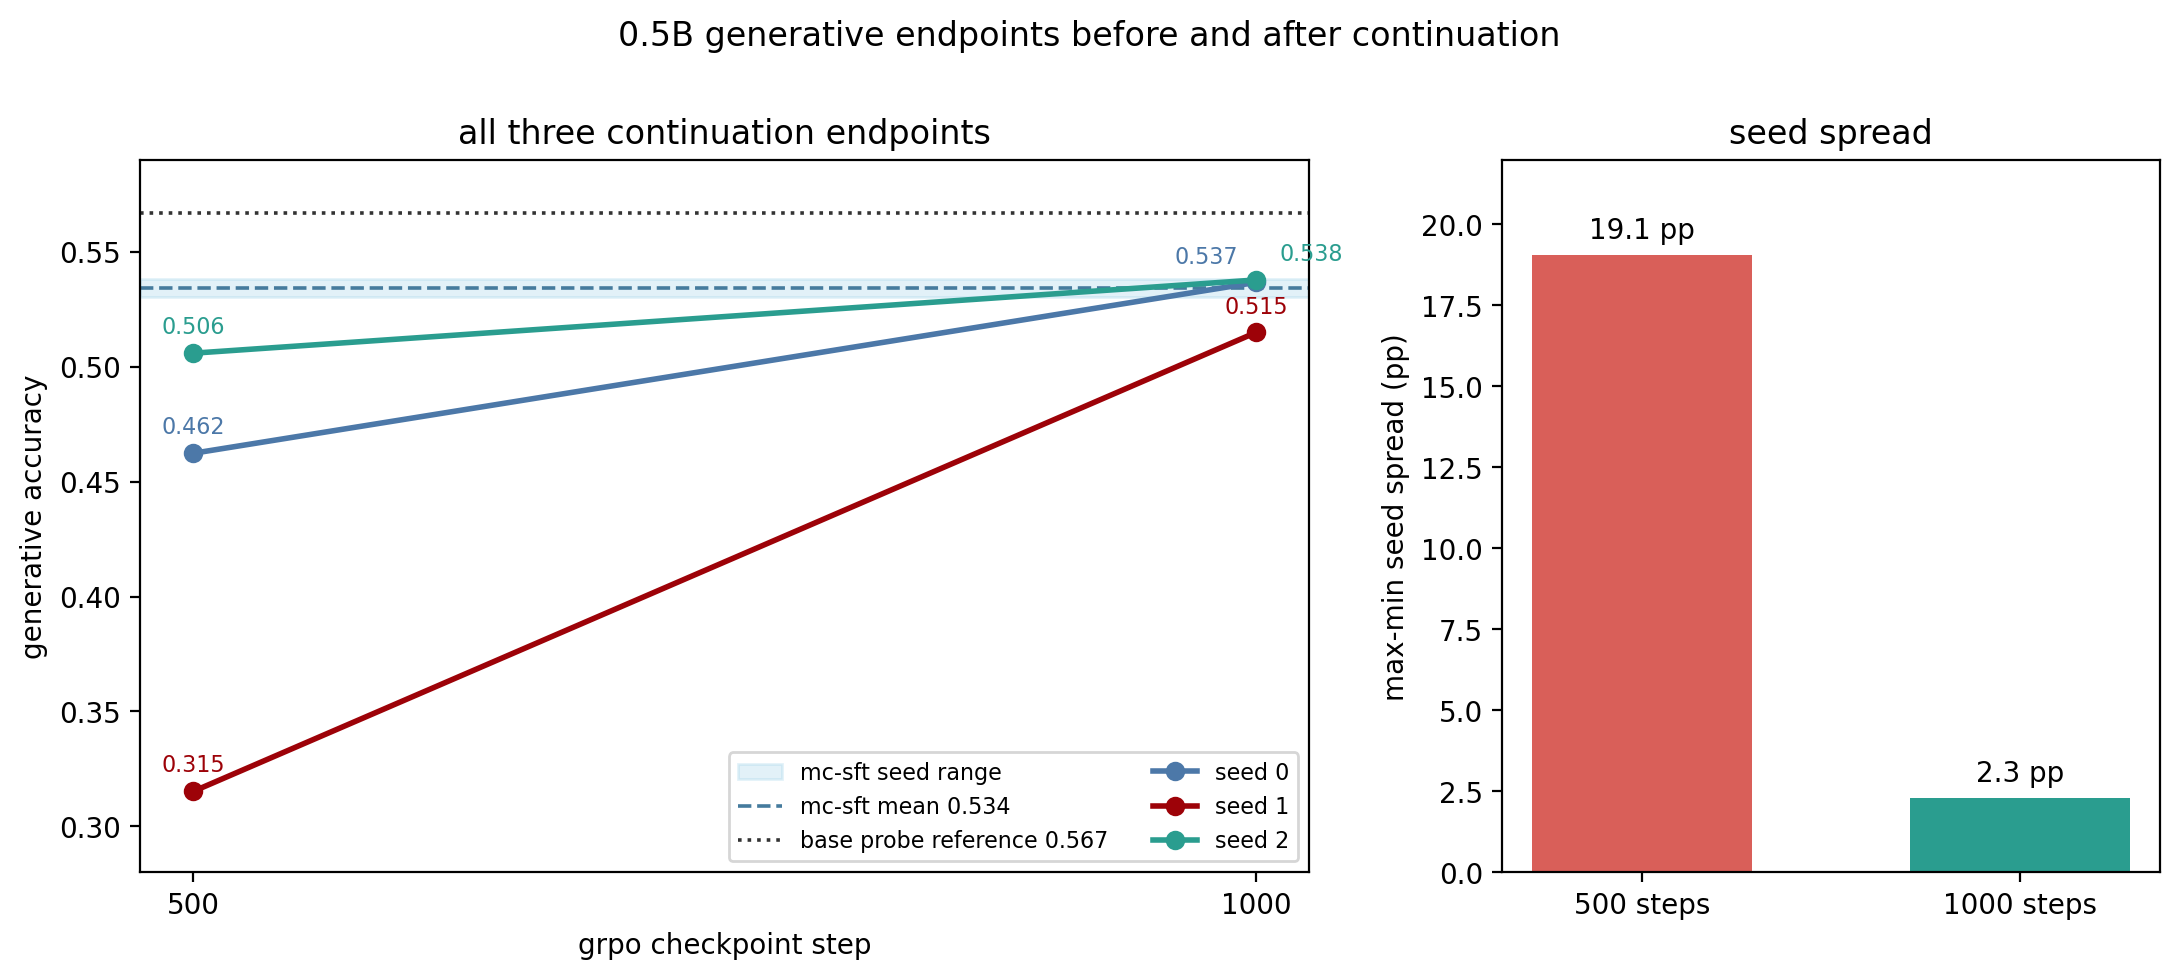 0.5B generative endpoints before and after continuation
all three continuation endpoints
generative accuracy
0.55
0.50
0.45
0.40
0.35
0.30
0.506
0.462
0.315
0.537
0.538
0.515
mc-sft seed range
mc-sft mean 0.534
base probe reference 0.567
seed 0
seed 1
seed 2
500
1000
grpo checkpoint step
seed spread
max-min seed spread (pp)
20.0
17.5
15.0
12.5
10.0
7.5
5.0
2.5
0.0
19.1 pp
2.3 pp
500 steps
1000 steps